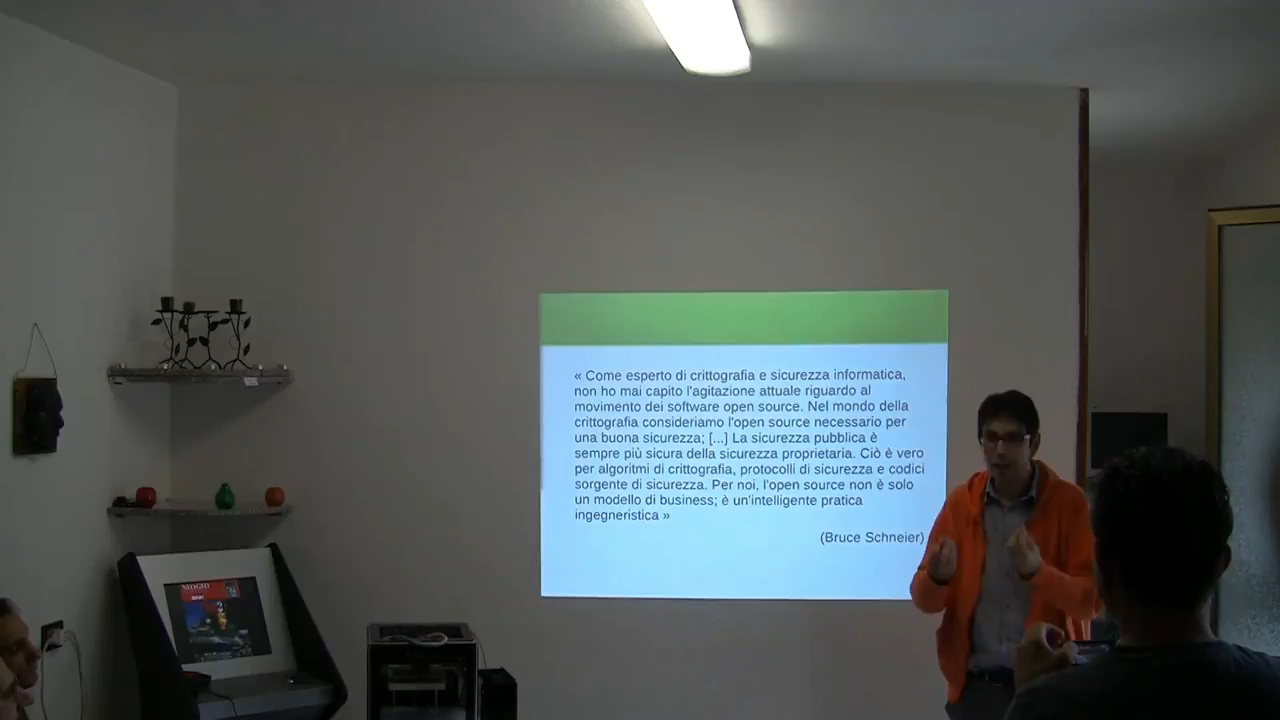 « Come esperto di crittografia e sicurezza informatica,
non ho mai capito l'agitazione attuale riguardo al
movimento dei software open source. Nel mondo della
crittografia consideriamo l'open source necessario per
una buona sicurezza; [...] La sicurezza pubblica è
sempre più sicura della sicurezza proprietaria. Ciò è vero
per algoritmi di crittografia, protocolli di sicurezza e codici
sorgente di sicurezza. Per noi, l'open source non è solo
un modello di business; è un'intelligente pratica
ingegneristica »
(Bruce Schneier)
NEOGEO